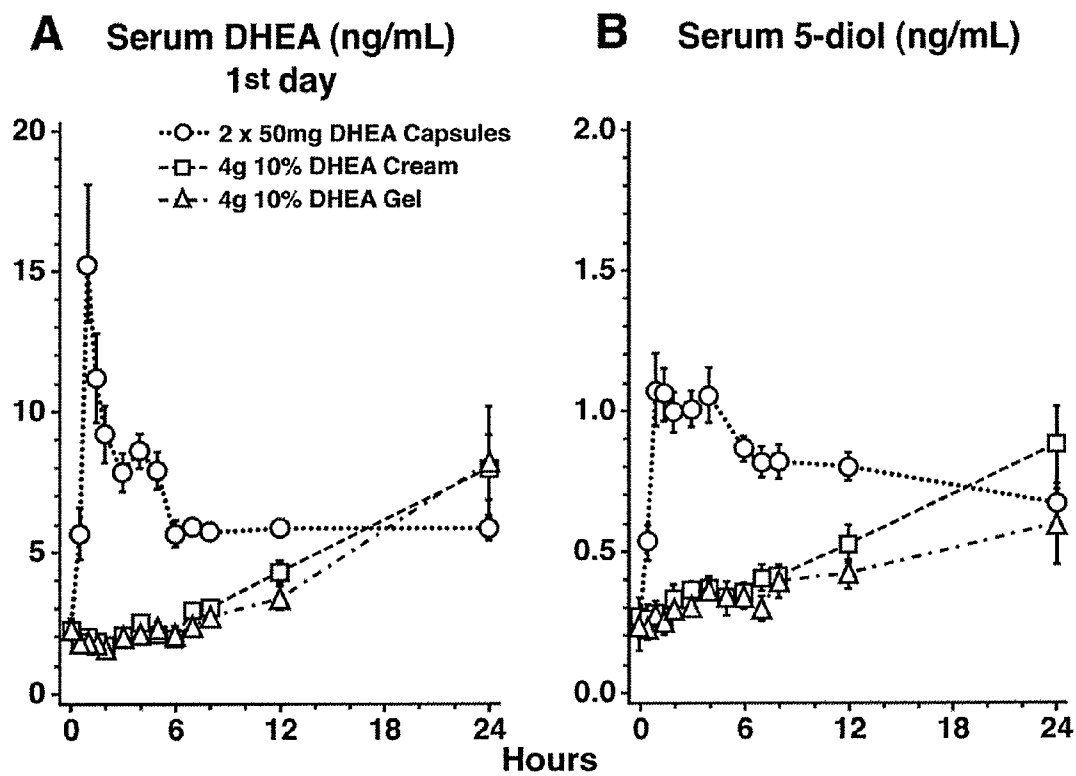 A Serum DHEA (ng/mL)
1st day
B Serum 5-diol (ng/mL)
2 x 50mg DHEA Capsules
4g 10% DHEA Cream
4g 10% DHEA Gel
20
15
10
5
0
0 6 12 18 24
2.0
1.5
1.0
0.5
0.0
0 6 12 18 24
Hours